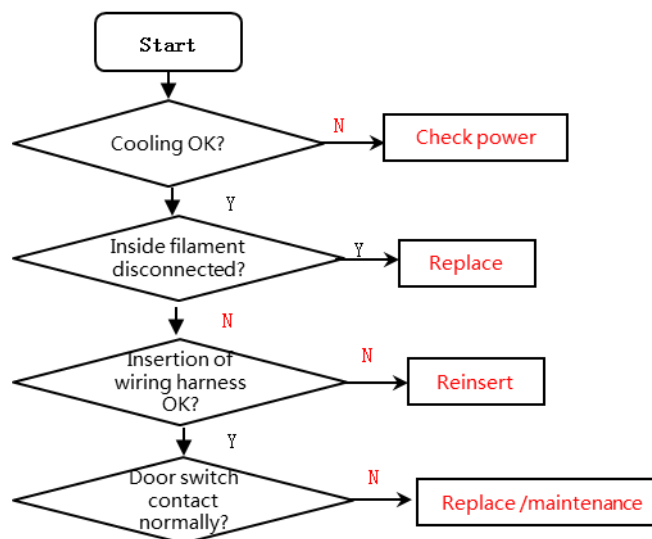 Start
Cooling OK?
N
Check power
Y
Inside filament
disconnected?
Y
Replace
N
Insertion of
wiring harness
OK?
N
Reinsert
Y
Door switch
contact
normally?
N
Replace /maintenance